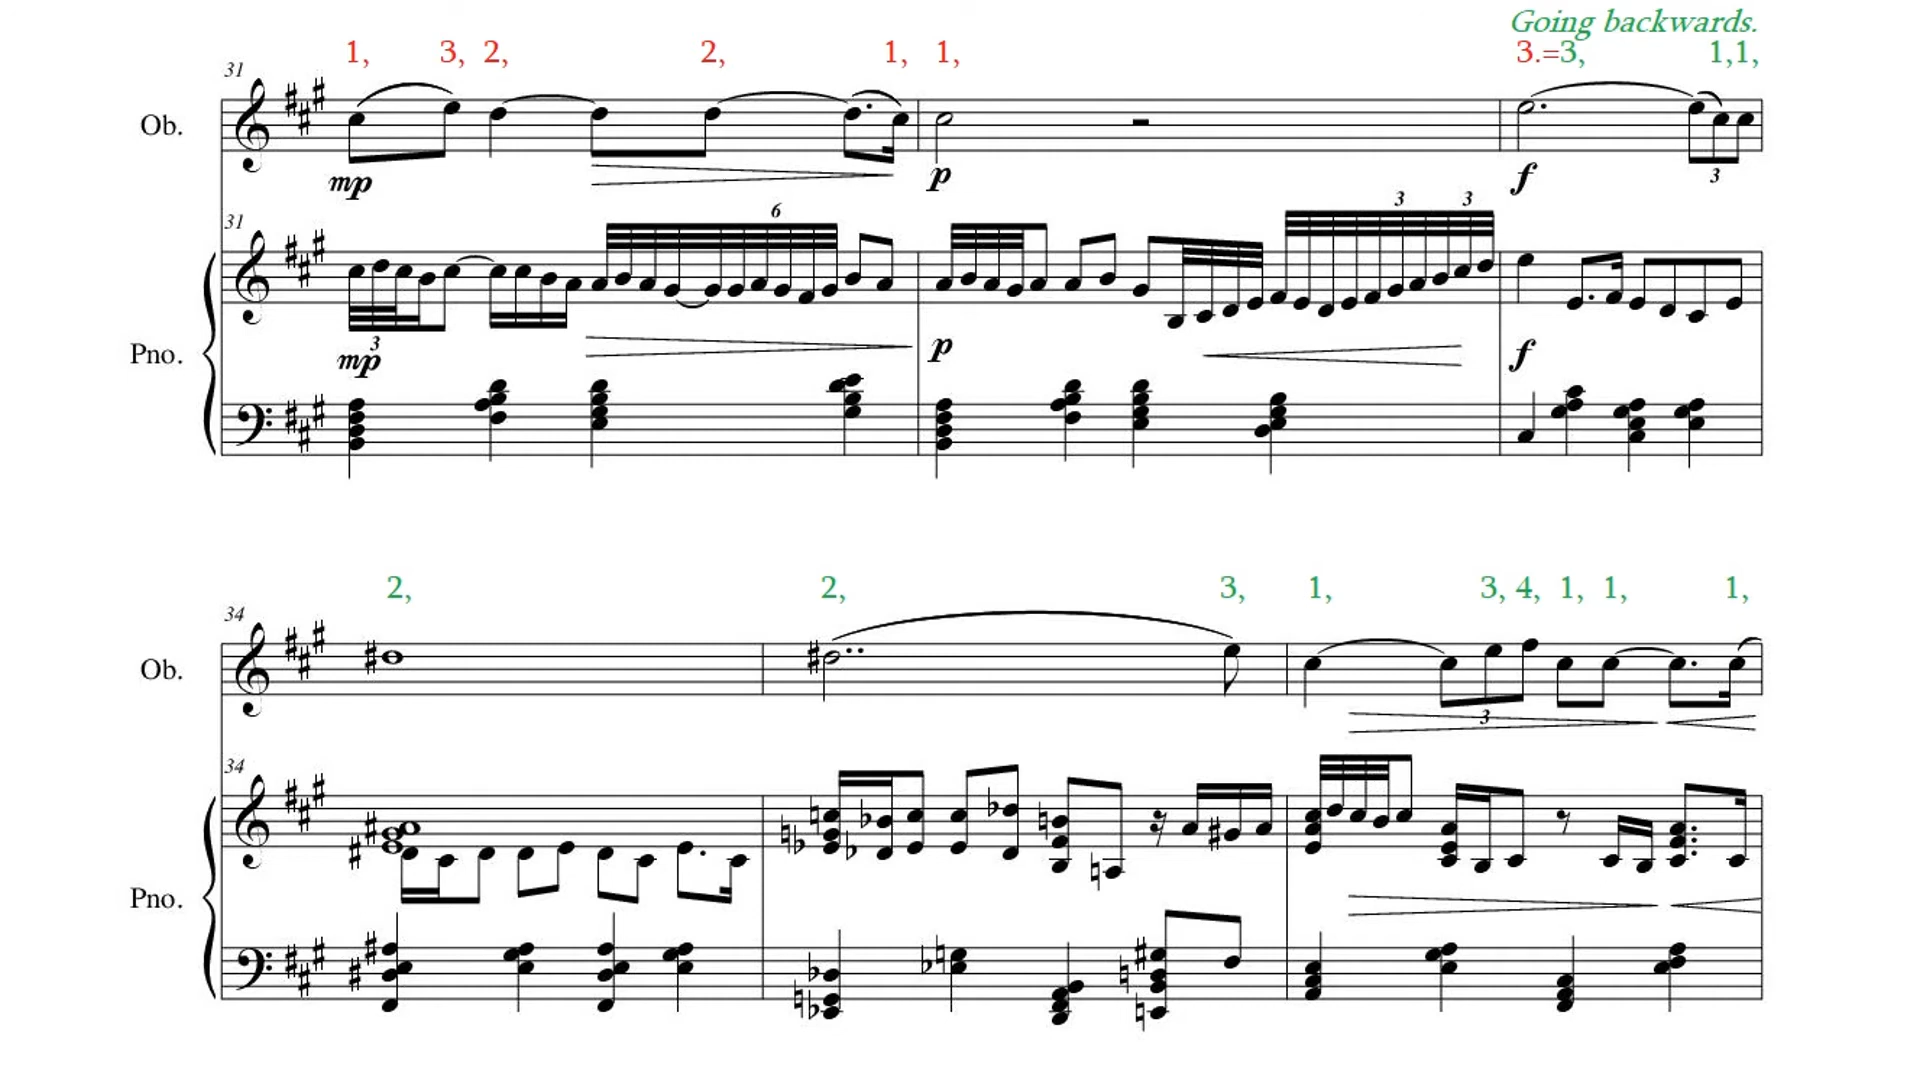 Going backwards.
1, 3, 2, 2, 1, 1, 3.=3, 1,1,
31
Ob.
3
mp p f
31
6 3 3
Pno.
3
mp p f
2, 2, 3, 1, 3, 4, 1, 1, 1,
34
Ob.
3
34
Pno.